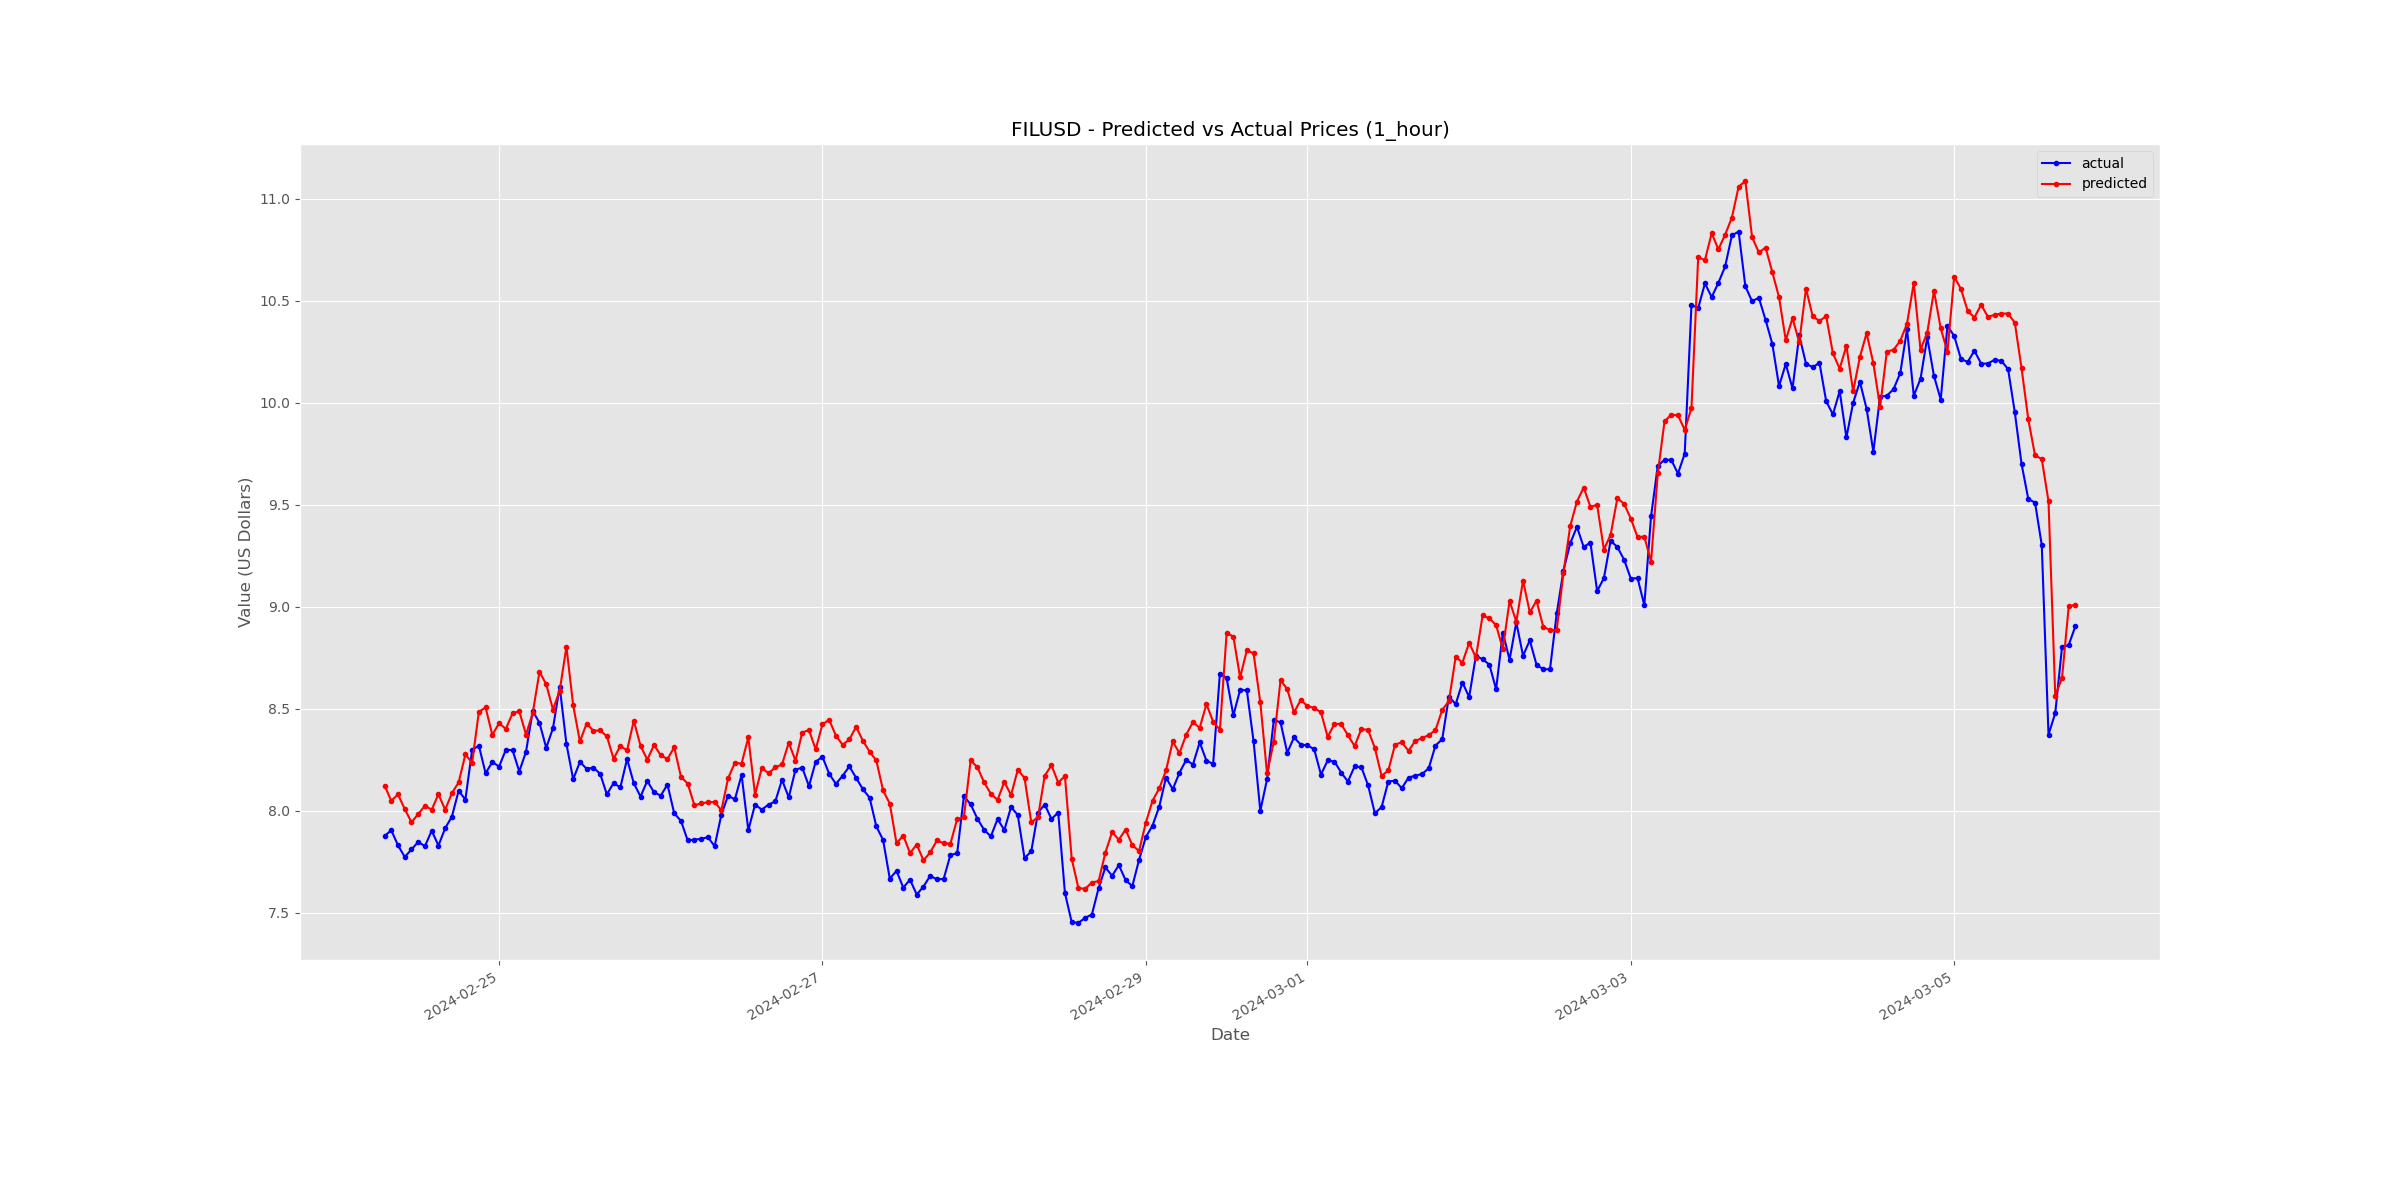 FILUSD - Predicted vs Actual Prices (1_hour)
actual
predicted
11.0
10.5
10.0
9.5
9.0
8.5
8.0
7.5
Value (US Dollars)
2024-02-25
2024-02-27
2024-02-29
2024-03-01
2024-03-03
2024-03-05
Date